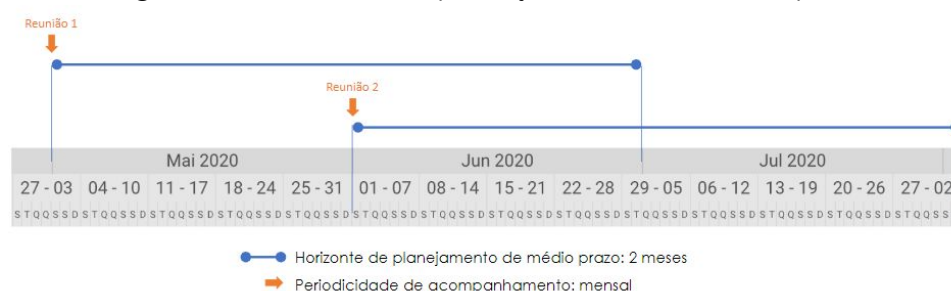 Reunião 1
Reunião 2
Mai 2020 Jun 2020 Jul 2020
27 - 03 04 - 10 11 - 17 18 - 24 25 - 31 01 - 07 08 - 14 15 - 21 22 - 28 29 - 05 06 - 12 13 - 19 20 - 26 27 - 02
S T Q Q S S D S T Q Q S S D S T Q Q S S D S T Q Q S S D S T Q Q S S D S T Q Q S S D S T Q Q S S D S T Q Q S S D S T Q Q S S D S T Q Q S S D S T Q Q S S D S T Q Q S S D S T Q Q S S D S T Q Q S S D
Horizonte de planejamento de médio prazo: 2 meses
Periodicidade de acompanhamento: mensal